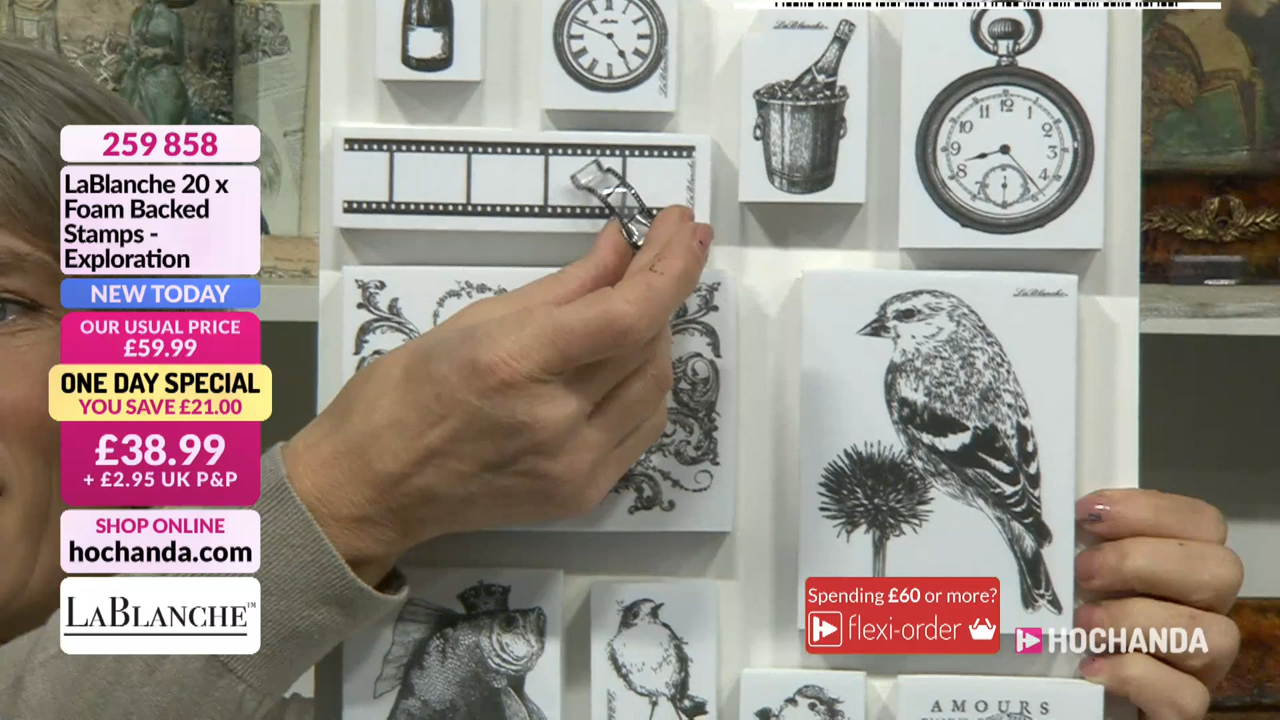 259 858
LaBlanche 20 x
Foam Backed
Stamps -
Exploration
NEW TODAY
OUR USUAL PRICE
£59.99
ONE DAY SPECIAL
YOU SAVE £21.00
£38.99
+ £2.95 UK P&P
SHOP ONLINE
hochanda.com
LABLANCHE™
LaBlanche
LaBlanche
Spending £60 or more?
flexi-order
HOCHANDA
AMOURS